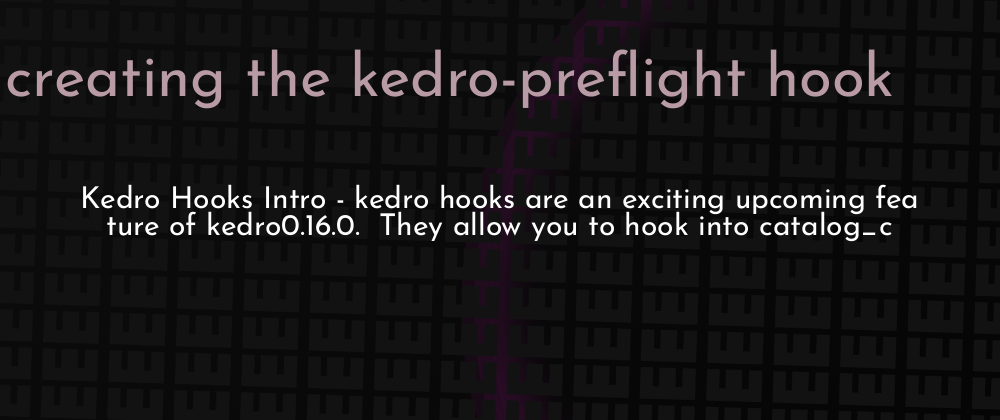 creating the kedro-preflight hook
Kedro Hooks Intro - kedro hooks are an exciting upcoming fea
ture of kedro0.16.0.  They allow you to hook into catalog_c